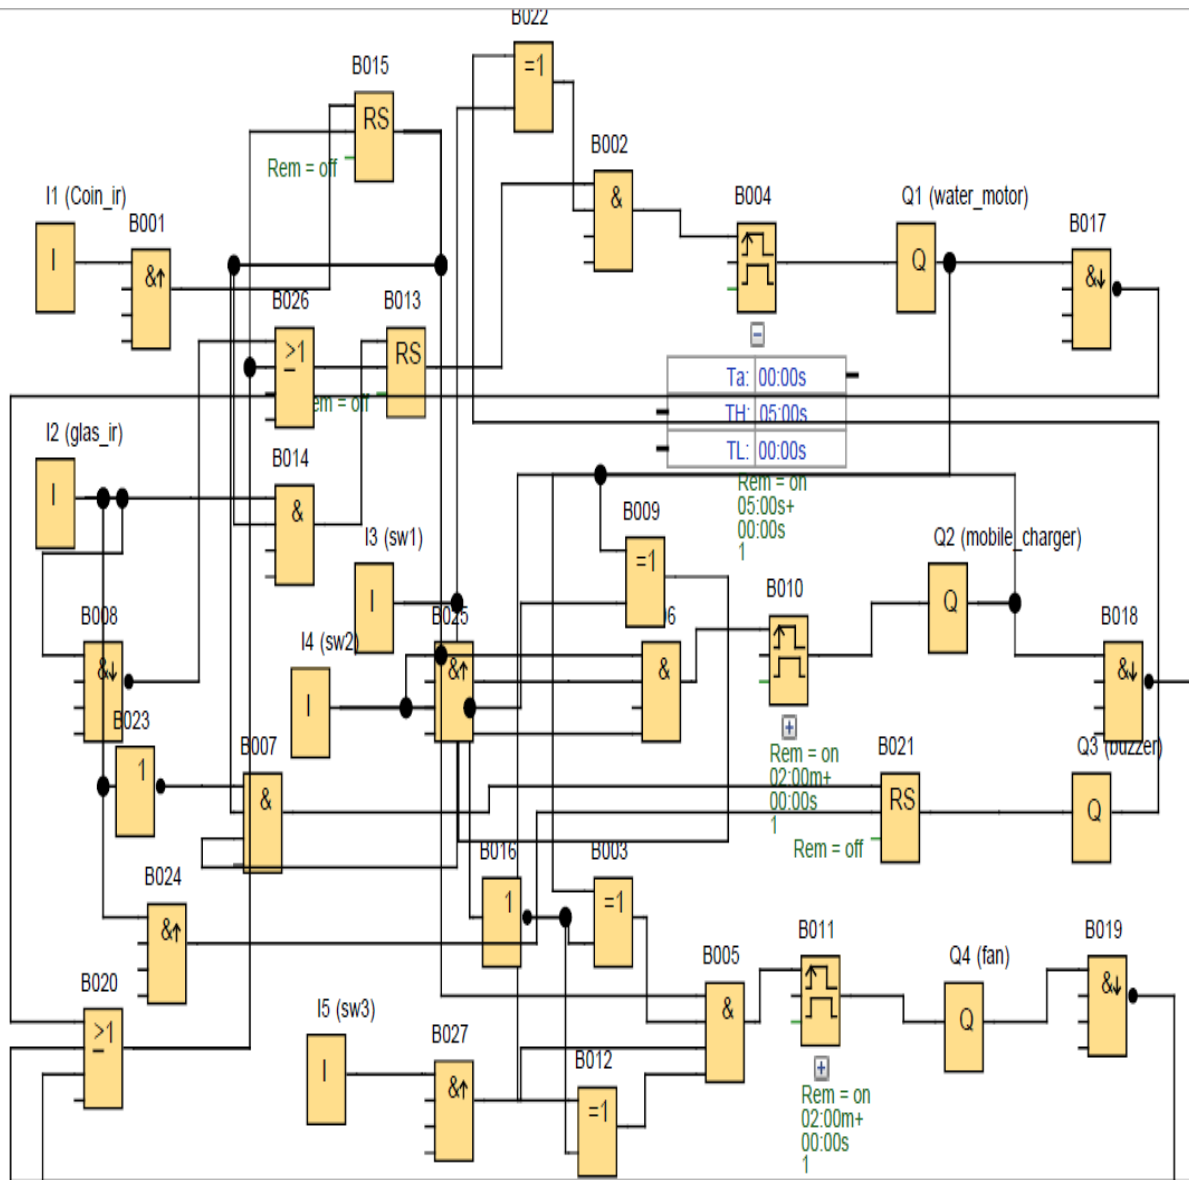 B022
=1
B015
RS
Rem = off
B002
&
I1 (Coin_ir)
I
B001
&↑
B004
Q1 (water_motor)
Q
B017
&↓
B026
>1
B013
RS
Ta: 00:00s
TH: 05:00s
TL: 00:00s
Rem = on
05:00s+
00:00s
1
I2 (glas_ir)
I
B014
&
I3 (sw1)
I
B009
=1
Q2 (mobile_charger)
Q
B010
B018
&↓
B008
&↓
B025
&↑
&
I4 (sw2)
I
Rem = on
02:00m+
00:00s
1
B023
1
B007
&
B021
RS
Rem = off
Q3 (buzzer)
Q
B016
1
B003
=1
B024
&↑
B005
&
B011
Q4 (fan)
Q
B019
&↓
B020
>1
I5 (sw3)
I
B027
&↑
B012
=1
Rem = on
02:00m+
00:00s
1